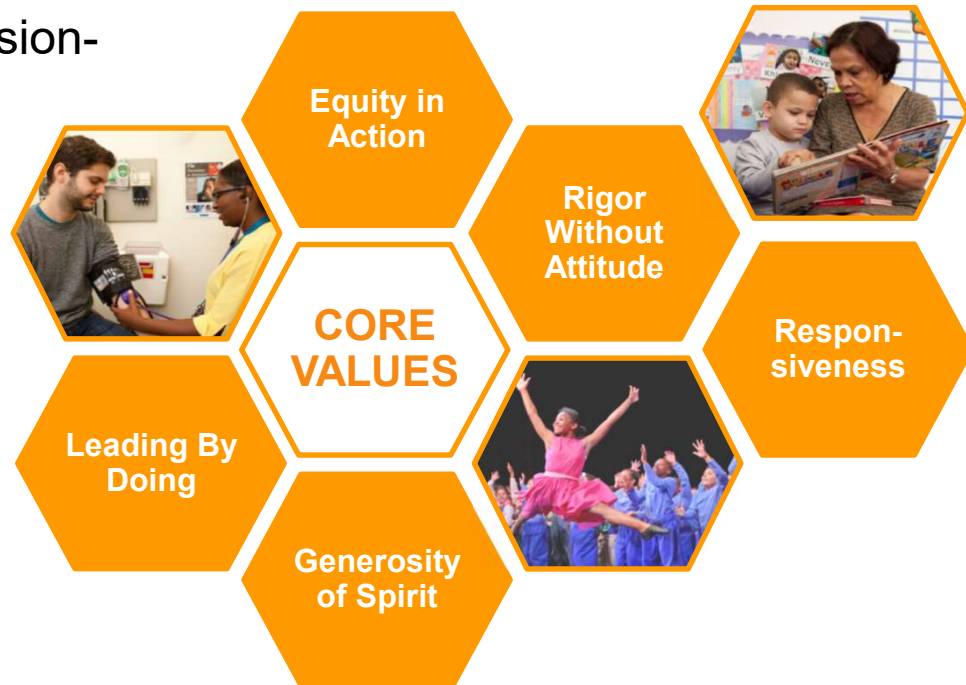 sion-
Equity in
Action
Rigor
Without
Attitude
CORE
VALUES
Respon-
siveness
Leading By
Doing
Generosity
of Spirit